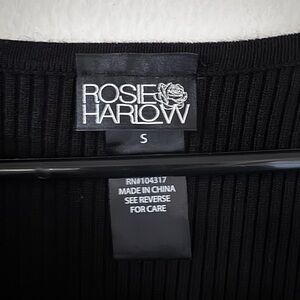 ROSIE
HARLOW
S
RN#104317
MADE IN CHINA
SEE REVERSE
FOR CARE